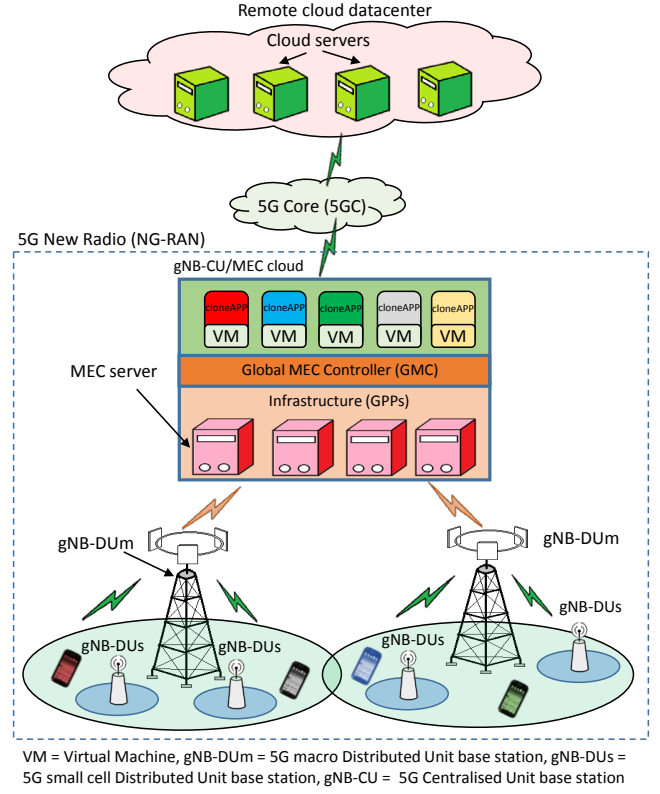 Remote cloud datacenter
Cloud servers
5G Core (5GC)
5G New Radio (NG-RAN)
gNB-CU/MEC cloud
cloneAPP cloneAPP cloneAPP cloneAPP cloneAPP
VM VM VM VM VM
Global MEC Controller (GMC)
MEC server
Infrastructure (GPPs)
gNB-DUm
gNB-DUm
gNB-DUs
gNB-DUs
gNB-DUs
gNB-DUs
VM = Virtual Machine, gNB-DUm = 5G macro Distributed Unit base station, gNB-DUs =
5G small cell Distributed Unit base station, gNB-CU = 5G Centralised Unit base station